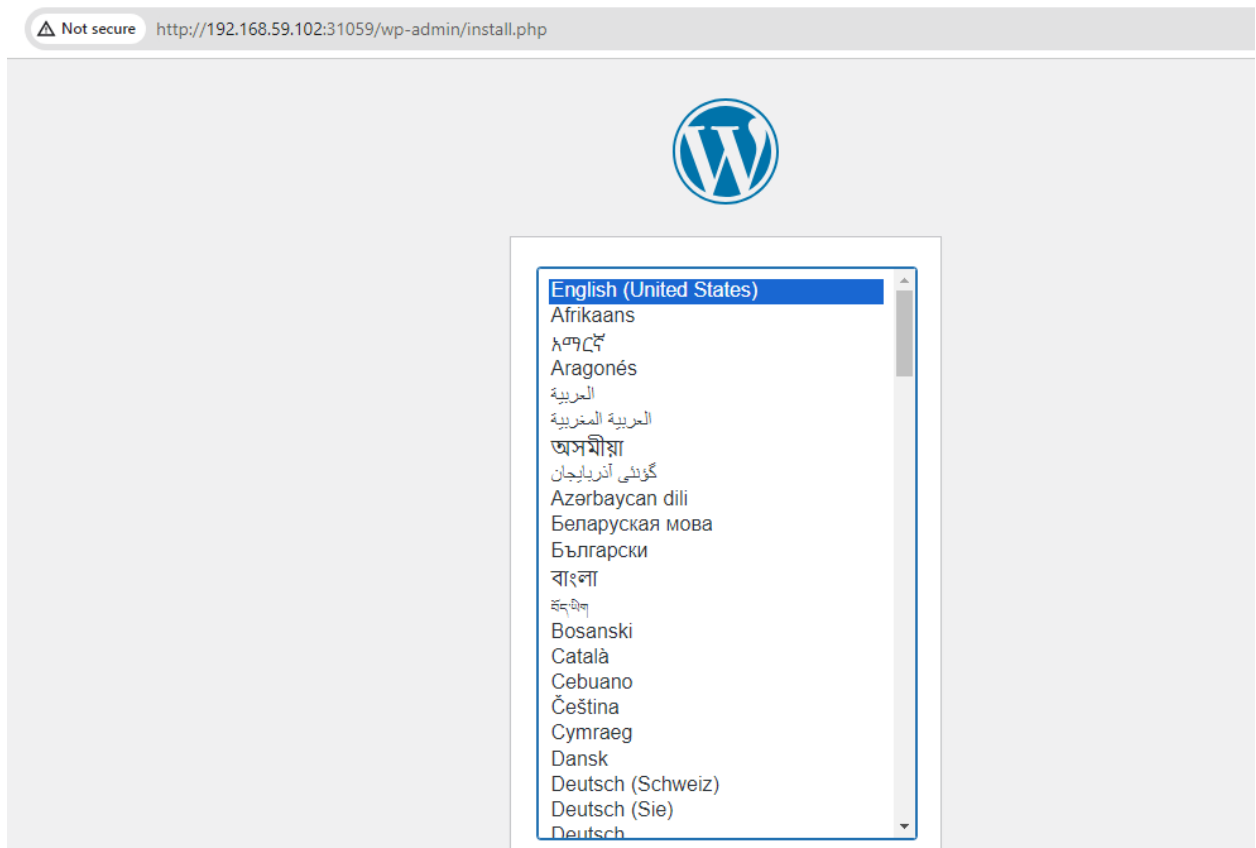 Not secure http://192.168.59.102:31059/wp-admin/install.php
English (United States)
Afrikaans
አማርኛ
Aragonés
العربية
العربية المغربية
অসমীয়া
گؤنئی آذربایجان
Azərbaycan dili
Беларуская мова
Български
বাংলা
བོད་ཡིག
Bosanski
Català
Cebuano
Čeština
Cymraeg
Dansk
Deutsch (Schweiz)
Deutsch (Sie)
Deutsch